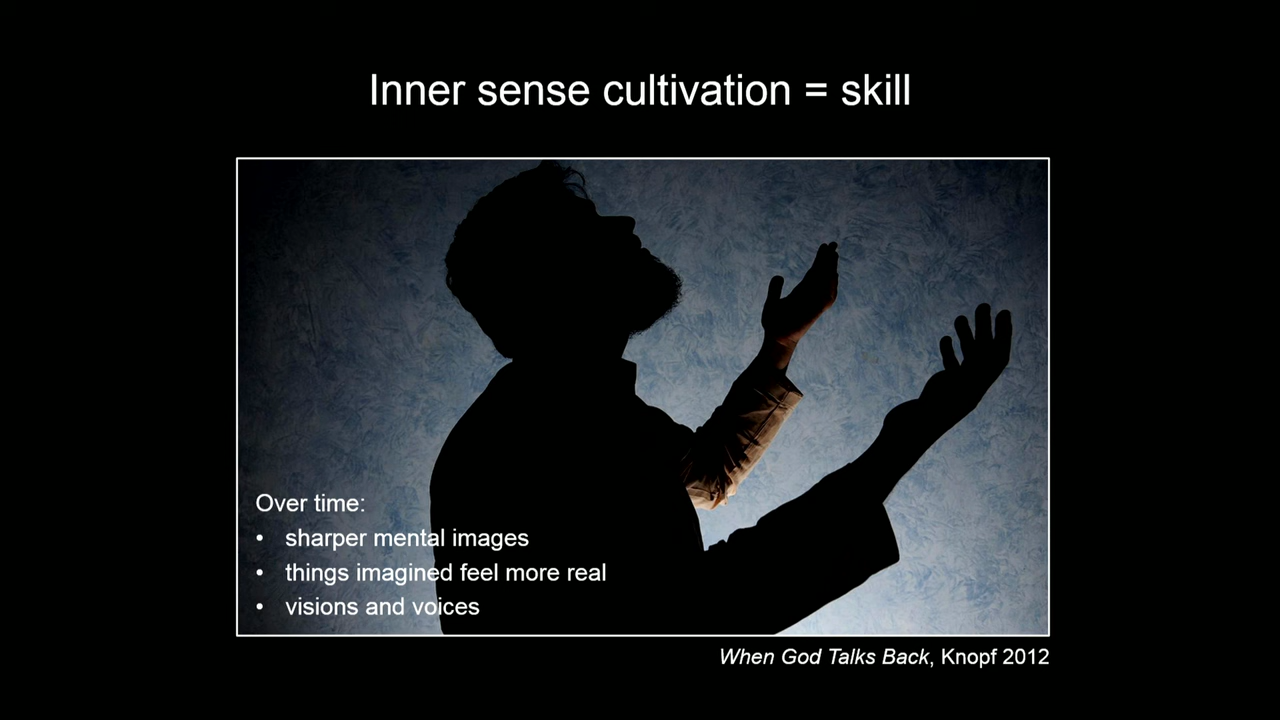 Inner sense cultivation = skill
Over time:
• sharper mental images
• things imagined feel more real
• visions and voices
When God Talks Back, Knopf 2012